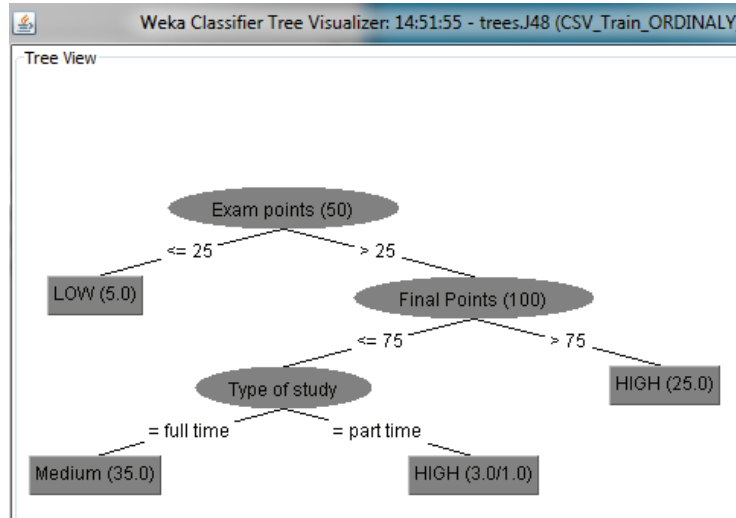 Weka Classifier Tree Visualizer: 14:51:55 - trees.J48 (CSV_Train_ORDINALY
Tree View
Exam points (50)
<= 25
> 25
LOW (5.0)
Final Points (100)
<= 75
> 75
Type of study
HIGH (25.0)
= full time
= part time
Medium (35.0)
HIGH (3.0/1.0)